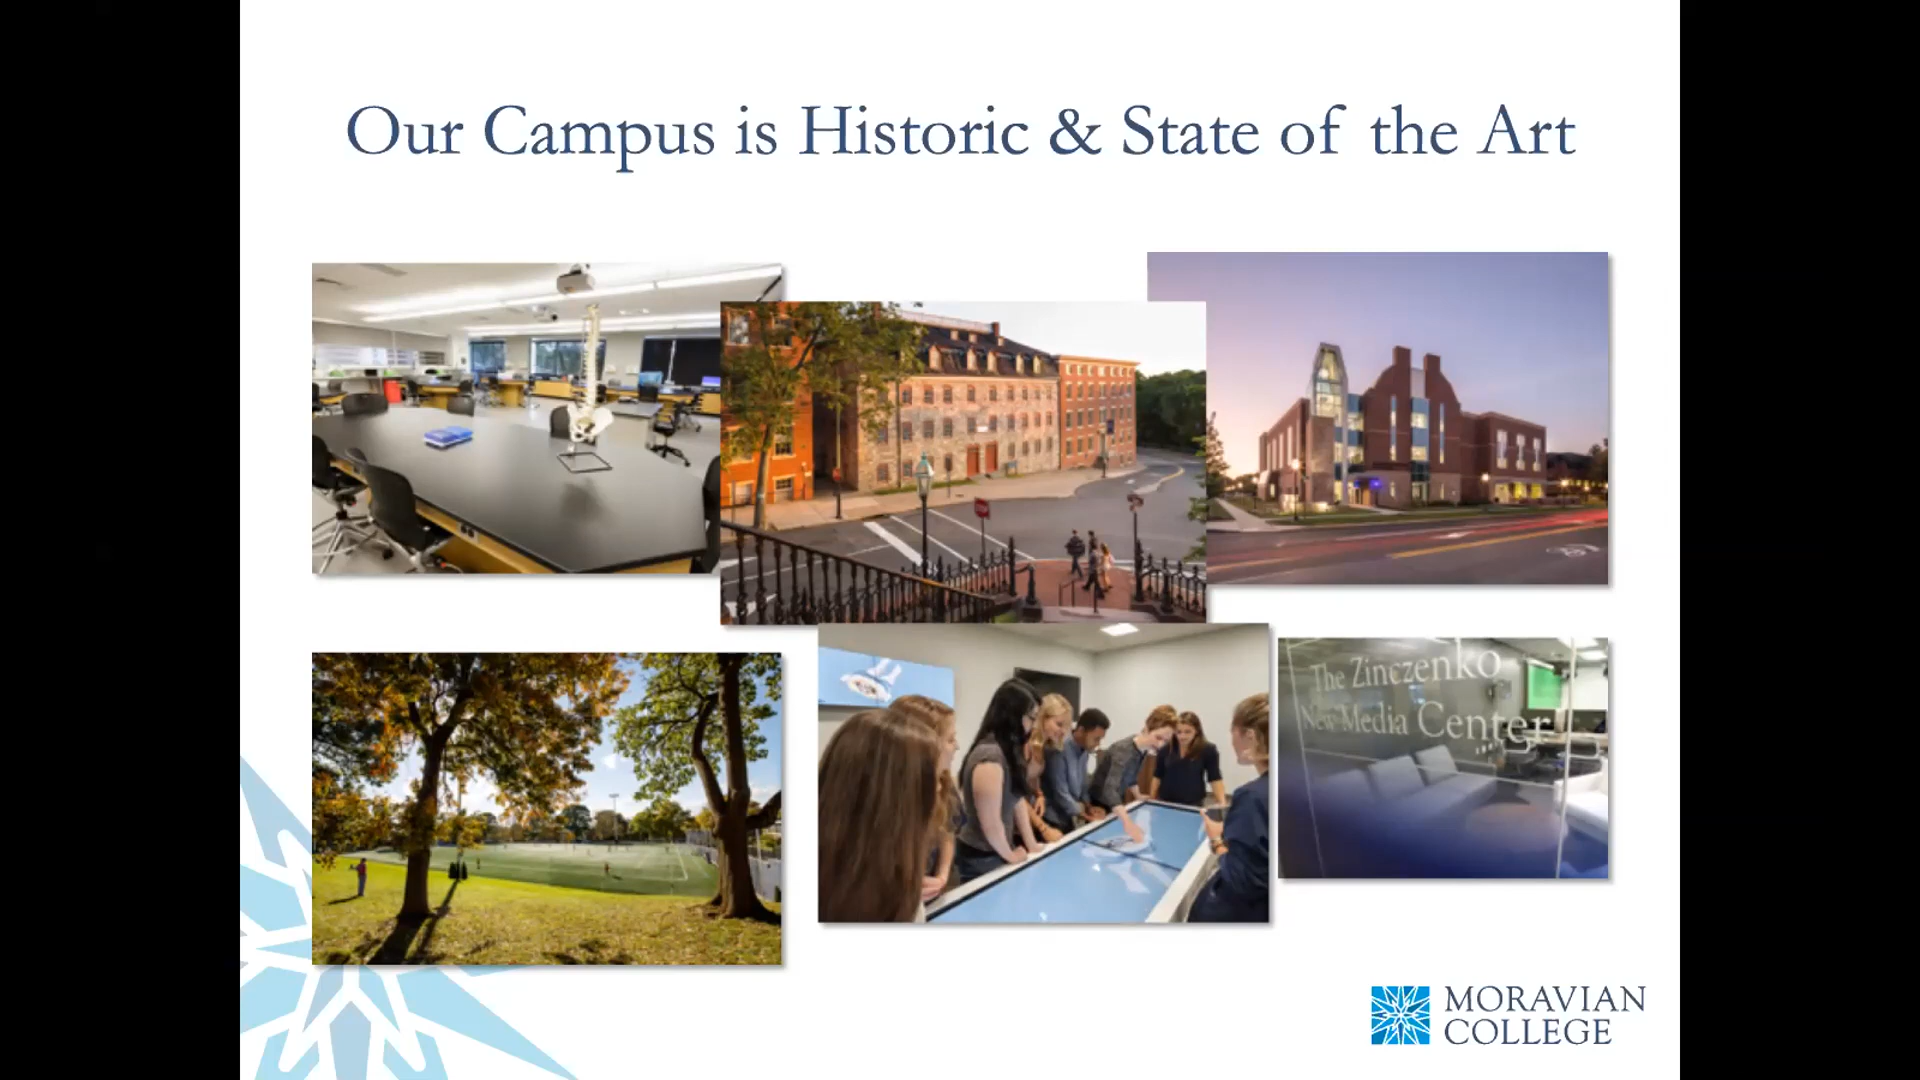 Our Campus is Historic & State of the Art
The Zinczenko
New Media Center
MORAVIAN
COLLEGE